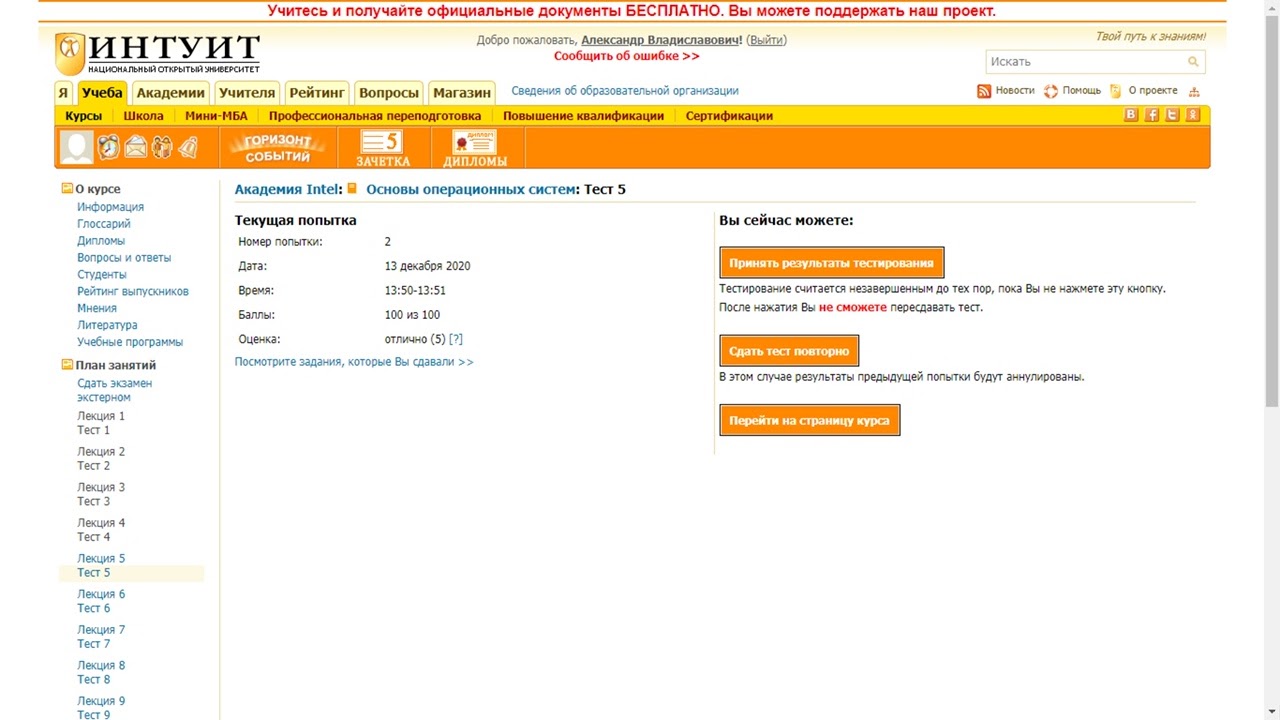 Учитесь и получайте официальные документы БЕСПЛАТНО. Вы можете поддержать наш проект.
ИНТУИТ
НАЦИОНАЛЬНЫЙ ОТКРЫТЫЙ УНИВЕРСИТЕТ
Добро пожаловать, Александр Владиславович! (Выйти)
Сообщить об ошибке >>
Твой путь к знаниям!
Искать
Я Учеба Академии Учителя Рейтинг Вопросы Магазин Сведения об образовательной организации Новости Помощь О проекте
Курсы Школа Мини-МБА Профессиональная переподготовка Повышение квалификации Сертификации
ГОРИЗОНТ СОБЫТИЙ
5 ЗАЧЕТКА
ДИПЛОМ ДИПЛОМЫ
О курсе
Информация
Глоссарий
Дипломы
Вопросы и ответы
Студенты
Рейтинг выпускников
Мнения
Литература
Учебные программы
План занятий
Сдать экзамен
экстерном
Лекция 1
Тест 1
Лекция 2
Тест 2
Лекция 3
Тест 3
Лекция 4
Тест 4
Лекция 5
Тест 5
Лекция 6
Тест 6
Лекция 7
Тест 7
Лекция 8
Тест 8
Лекция 9
Тест 9
Академия Intel: Основы операционных систем: Тест 5
Текущая попытка
Номер попытки: 2
Дата: 13 декабря 2020
Время: 13:50-13:51
Баллы: 100 из 100
Оценка: отлично (5) [?]
Посмотрите задания, которые Вы сдавали >>
Вы сейчас можете:
Принять результаты тестирования
Тестирование считается незавершенным до тех пор, пока Вы не нажмете эту кнопку.
После нажатия Вы не сможете пересдавать тест.
Сдать тест повторно
В этом случае результаты предыдущей попытки будут аннулированы.
Перейти на страницу курса